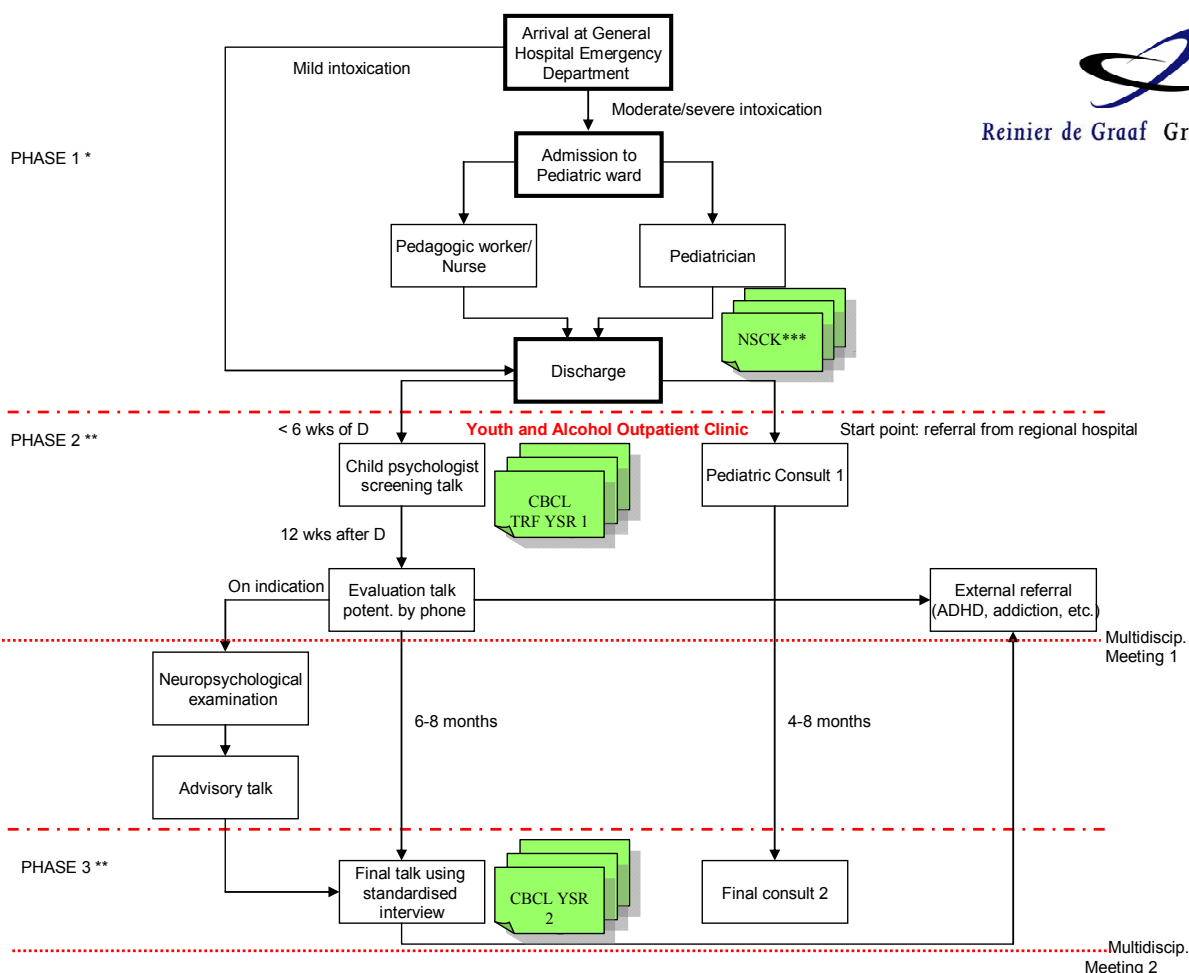 Arrival at General
Hospital Emergency
Department
Mild intoxication
Moderate/severe intoxication
Reinier de Graaf Gr
PHASE 1 *
Admission to
Pediatric ward
Pedagogic worker/
Nurse
Pediatrician
NSCK***
Discharge
PHASE 2 **
< 6 wks of D
Youth and Alcohol Outpatient Clinic
Start point: referral from regional hospital
Child psychologist
screening talk
CBCL
TRF YSR 1
Pediatric Consult 1
12 wks after D
On indication
Evaluation talk
potent. by phone
External referral
(ADHD, addiction, etc.)
Multidiscip.
Meeting 1
Neuropsychological
examination
6-8 months
4-8 months
Advisory talk
PHASE 3 **
Final talk using
standardised
interview
CBCL YSR
2
Final consult 2
Multidiscip.
Meeting 2